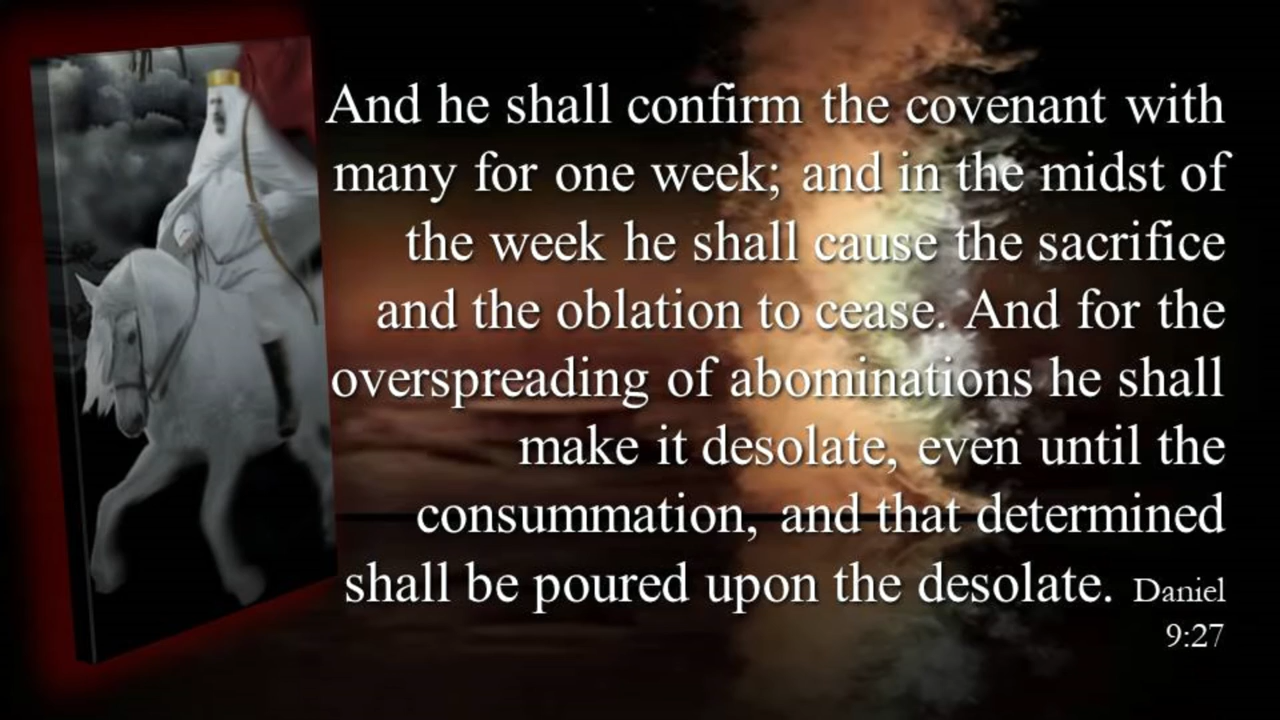 And he shall confirm the covenant with
many for one week; and in the midst of
the week he shall cause the sacrifice
and the oblation to cease. And for the
overspreading of abominations he shall
make it desolate, even until the
consummation, and that determined
shall be poured upon the desolate. Daniel
9:27